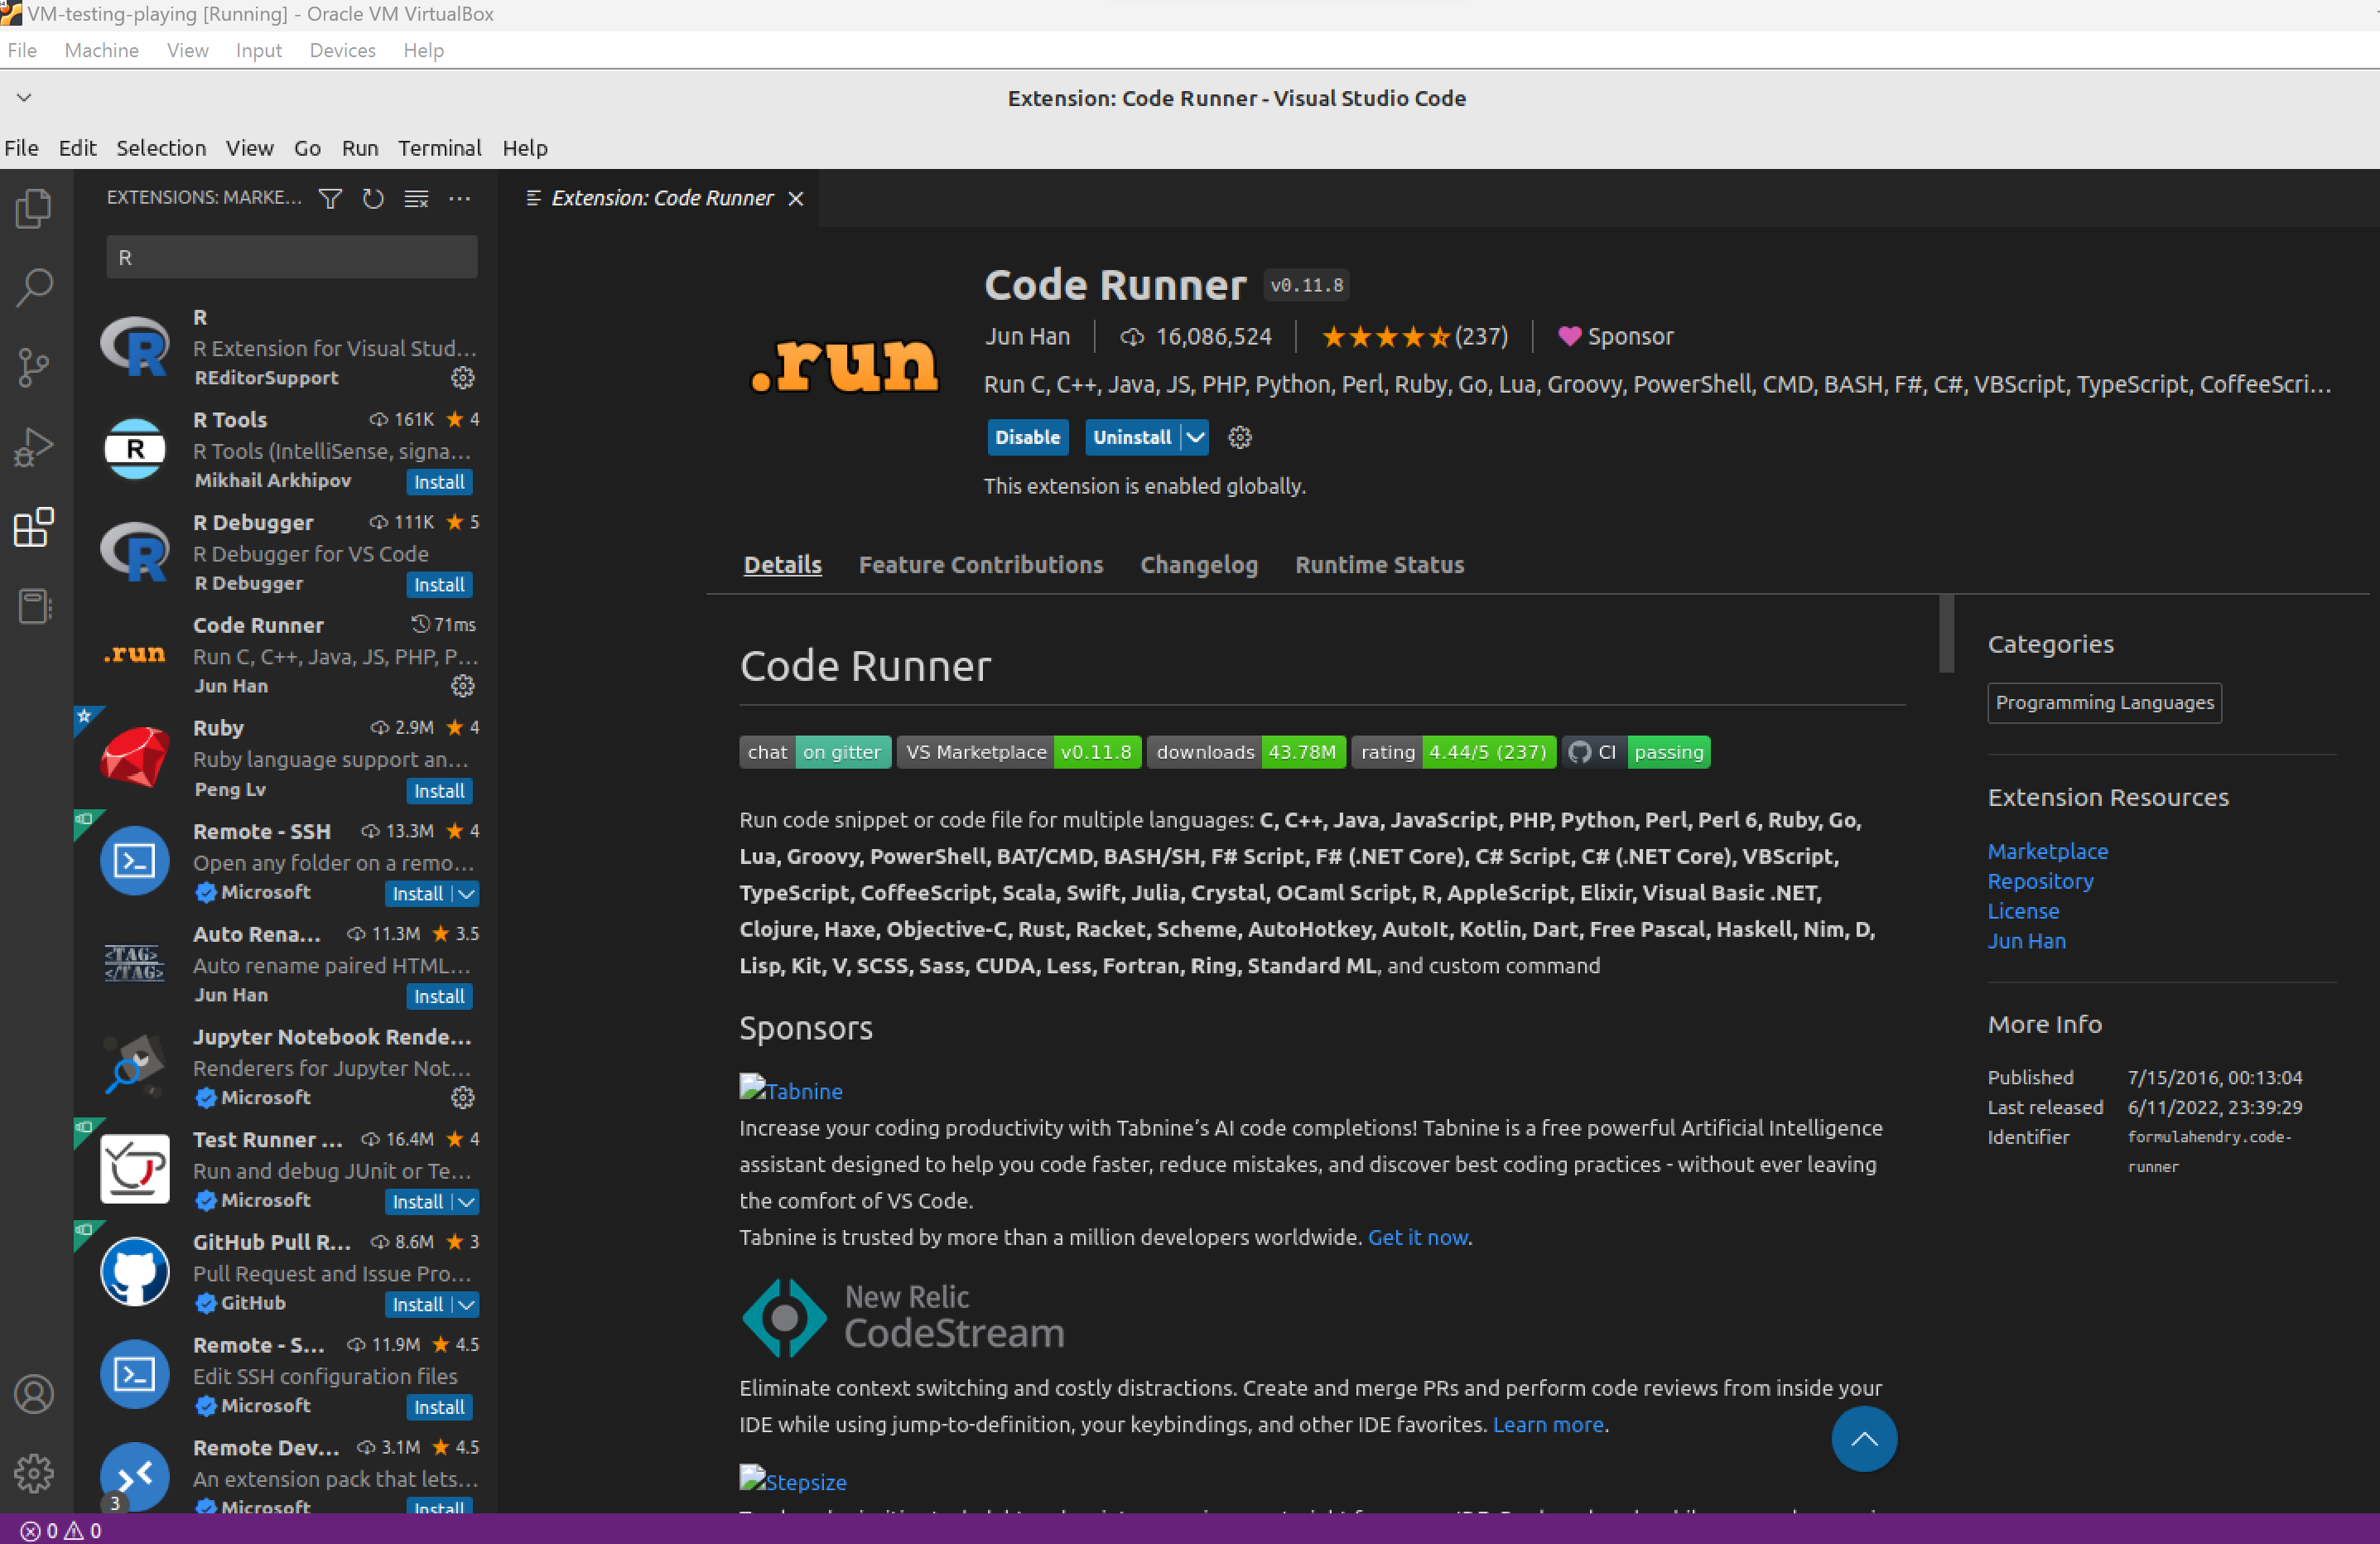 VM-testing-playing [Running] - Oracle VM VirtualBox
File Machine View Input Devices Help
Extension: Code Runner - Visual Studio Code
File Edit Selection View Go Run Terminal Help
EXTENSIONS: MARKE...
R
R
R Extension for Visual Stud...
REditorSupport
R Tools 161K 4
R Tools (IntelliSense, signa...
Mikhail Arkhipov Install
R
R Debugger 111K 5
R Debugger for VS Code
R Debugger Install
Code Runner 71ms
.run
Run C, C++, Java, JS, PHP, P...
Jun Han
Ruby 2.9M 4
Ruby language support an...
Peng Lv Install
Remote - SSH 13.3M 4
Open any folder on a remo...
Microsoft Install
Auto Rena... 11.3M 3.5
<TAG>
</TAG>
Auto rename paired HTML...
Jun Han Install
Jupyter Notebook Rende...
Renderers for Jupyter Not...
Microsoft
Test Runner ... 16.4M 4
Run and debug JUnit or Te...
Microsoft Install
GitHub Pull R... 8.6M 3
Pull Request and Issue Pro...
GitHub Install
Remote - S... 11.9M 4.5
Edit SSH configuration files
Microsoft Install
Remote Dev... 3.1M 4.5
An extension pack that lets...
3
Microsoft Install
Extension: Code Runner
.run
Code Runner v0.11.8
Jun Han 16,086,524 (237) Sponsor
Run C, C++, Java, JS, PHP, Python, Perl, Ruby, Go, Lua, Groovy, PowerShell, CMD, BASH, F#, C#, VBScript, TypeScript, CoffeeScri...
Disable Uninstall
This extension is enabled globally.
Details Feature Contributions Changelog Runtime Status
Code Runner
chat on gitter VS Marketplace v0.11.8 downloads 43.78M rating 4.44/5 (237) CI passing
Run code snippet or code file for multiple languages: C, C++, Java, JavaScript, PHP, Python, Perl, Perl 6, Ruby, Go,
Lua, Groovy, PowerShell, BAT/CMD, BASH/SH, F# Script, F# (.NET Core), C# Script, C# (.NET Core), VBScript,
TypeScript, CoffeeScript, Scala, Swift, Julia, Crystal, OCaml Script, R, AppleScript, Elixir, Visual Basic .NET,
Clojure, Haxe, Objective-C, Rust, Racket, Scheme, AutoHotkey, AutoIt, Kotlin, Dart, Free Pascal, Haskell, Nim, D,
Lisp, Kit, V, SCSS, Sass, CUDA, Less, Fortran, Ring, Standard ML, and custom command
Sponsors
Tabnine
Increase your coding productivity with Tabnine's AI code completions! Tabnine is a free powerful Artificial Intelligence
assistant designed to help you code faster, reduce mistakes, and discover best coding practices - without ever leaving
the comfort of VS Code.
Tabnine is trusted by more than a million developers worldwide. Get it now.
New Relic
CodeStream
Eliminate context switching and costly distractions. Create and merge PRs and perform code reviews from inside your
IDE while using jump-to-definition, your keybindings, and other IDE favorites. Learn more.
Stepsize
Categories
Programming Languages
Extension Resources
Marketplace
Repository
License
Jun Han
More Info
Published 7/15/2016, 00:13:04
Last released 6/11/2022, 23:39:29
Identifier formulahendry.code-
runner
0 0